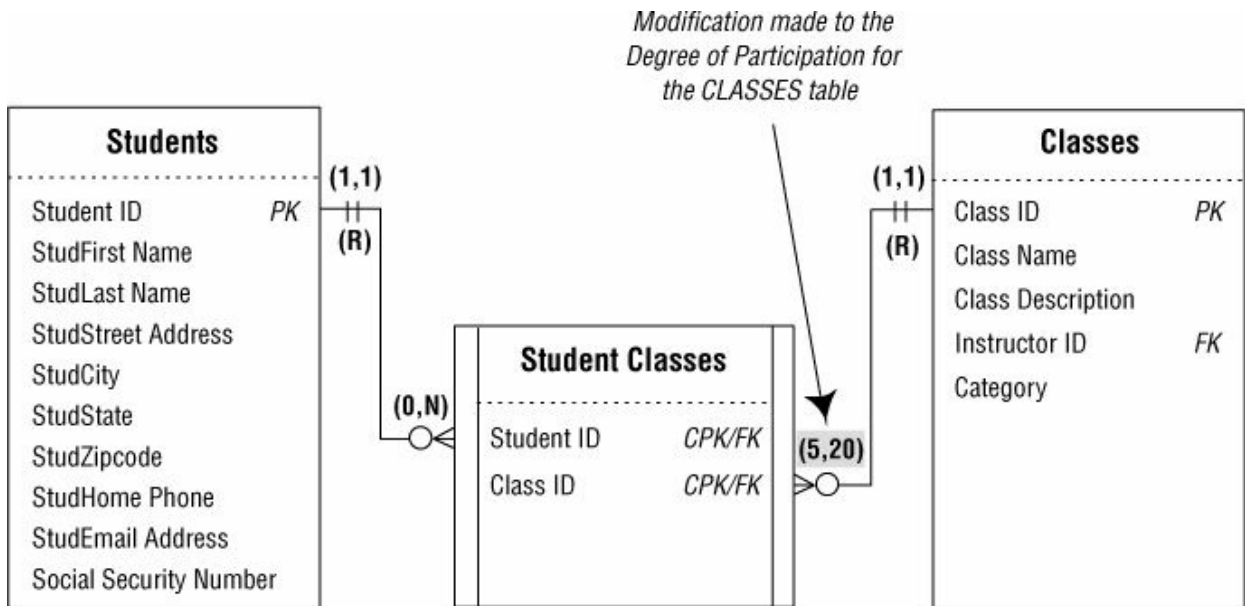 Modification made to the
Degree of Participation for
the CLASSES table
Students
(1,1)
Student ID PK
(R)
StudFirst Name
StudLast Name
StudStreet Address
StudCity
StudState
StudZipcode
StudHome Phone
StudEmail Address
Social Security Number
(0,N)
Student Classes
Student ID CPK/FK
Class ID CPK/FK
(5,20)
Classes
(1,1)
Class ID PK
(R)
Class Name
Class Description
Instructor ID FK
Category